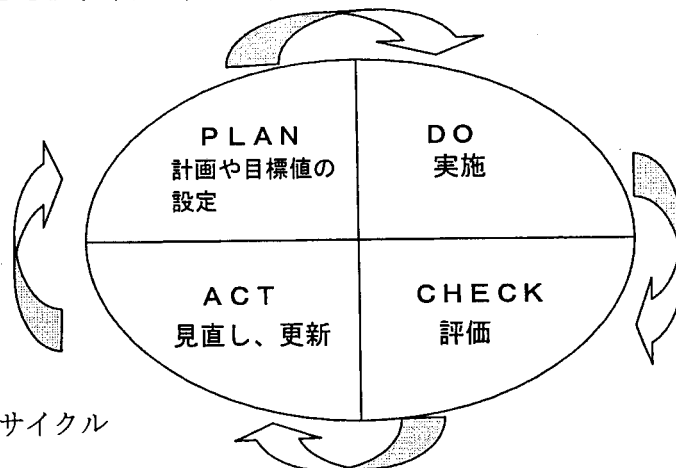 PLAN
計画や目標値の
設定
DO
実施
ACT
見直し、更新
CHECK
評価
サイクル